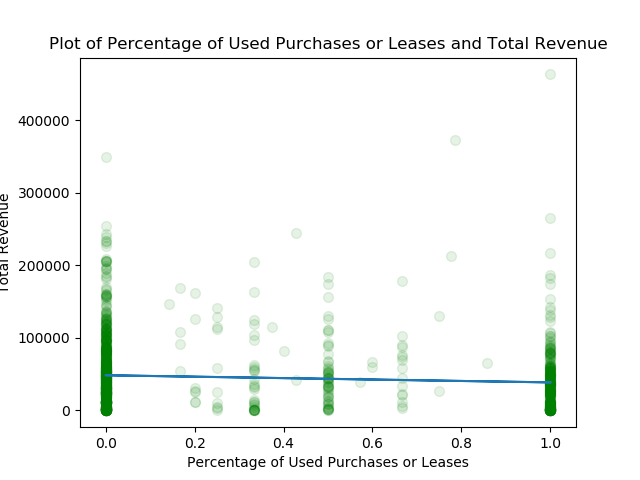 Plot of Percentage of Used Purchases or Leases and Total Revenue
400000
300000
200000
100000
0
Total Revenue
0.0 0.2 0.4 0.6 0.8 1.0
Percentage of Used Purchases or Leases